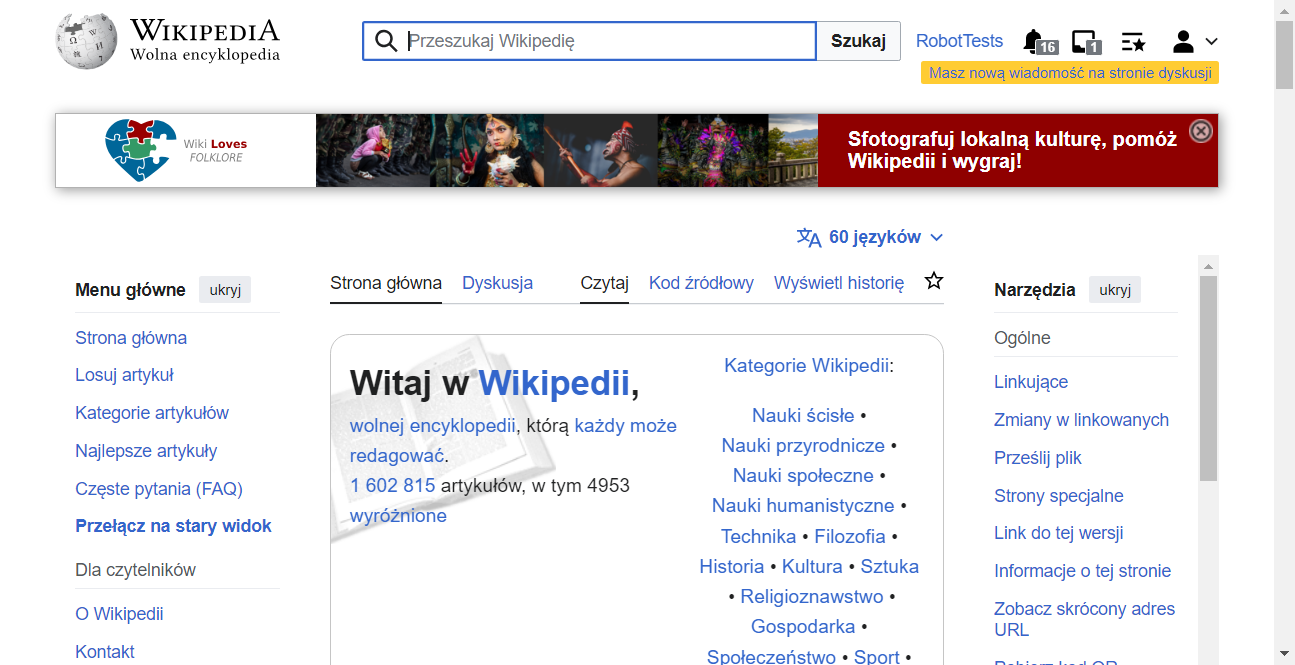 WIKIPEDIA
Wolna encyklopedia
Przeszukaj Wikipedię
Szukaj
RobotTests
16
1
Masz nową wiadomość na stronie dyskusji
Wiki Loves
FOLKLORE
Sfotografuj lokalną kulturę, pomóż
Wikipedii i wygraj!
60 języków
Menu główne ukryj
Strona główna
Losuj artykuł
Kategorie artykułów
Najlepsze artykuły
Częste pytania (FAQ)
Przełącz na stary widok
Dla czytelników
O Wikipedii
Kontakt
Strona główna Dyskusja Czytaj Kod źródłowy Wyświetl historię
Witaj w Wikipedii,
wolnej encyklopedii, którą każdy może
redagować.
1 602 815 artykułów, w tym 4953
wyróżnione
Kategorie Wikipedii:
Nauki ścisłe •
Nauki przyrodnicze •
Nauki społeczne •
Nauki humanistyczne •
Technika • Filozofia •
Historia • Kultura • Sztuka
• Religioznawstwo •
Gospodarka •
Społeczeństwo • Sport •
Narzędzia ukryj
Ogólne
Linkujące
Zmiany w linkowanych
Prześlij plik
Strony specjalne
Link do tej wersji
Informacje o tej stronie
Zobacz skrócony adres
URL
Pobierz kod QR